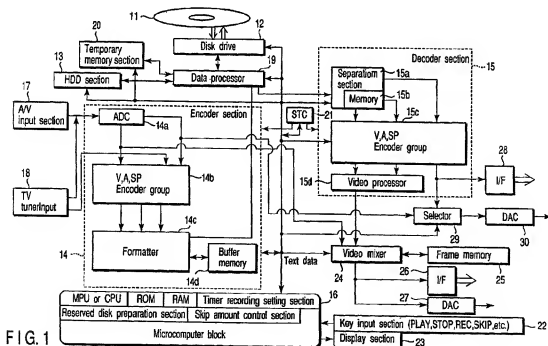 11
20
12
Disk drive
Temporary
memory section
13
19
HDD section
Data processor
Decoder section
15
17
A/V
input section
Separatiom
section
15a
Memory
15b
15c
Encoder section
STC
21
ADC
14a
V,A,SP
Encoder group
18
TV
tunerInput
V,A,SP
Encoder group
14b
15d
Video processor
28
I/F
14c
Formatter
Selector
29
DAC
30
14
Buffer
memory
14d
Text data
Video mixer
24
Frame memory
25
26
I/F
27
DAC
MPU or CPU
ROM
RAM
Timer recording setting section
16
Reserved disk preparation section
Skip amount control section
Microcomputer block
22
Key input section (PLAY,STOP,REC,SKIP,etc.)
Display section
23
FIG.1